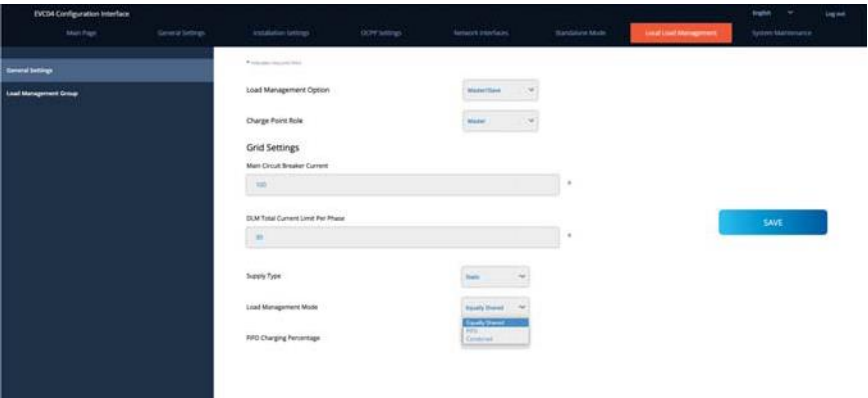 EVC04 Configuration Interface
English
Log out
Main Page
General Settings
Installation Settings
OCPP Settings
Network Interfaces
Standalone Mode
Local Load Management
System Maintenance
General Settings
Load Management Group
* indicates required field.
Load Management Option
Master/Slave
Charge Point Role
Master
Grid Settings
Main Circuit Breaker Current
100
*
DLM Total Current Limit Per Phase
*
SAVE
Supply Type
Static
Load Management Mode
Equally Shared
Equally Shared
FIFO
Combined
FIFO Charging Percentage